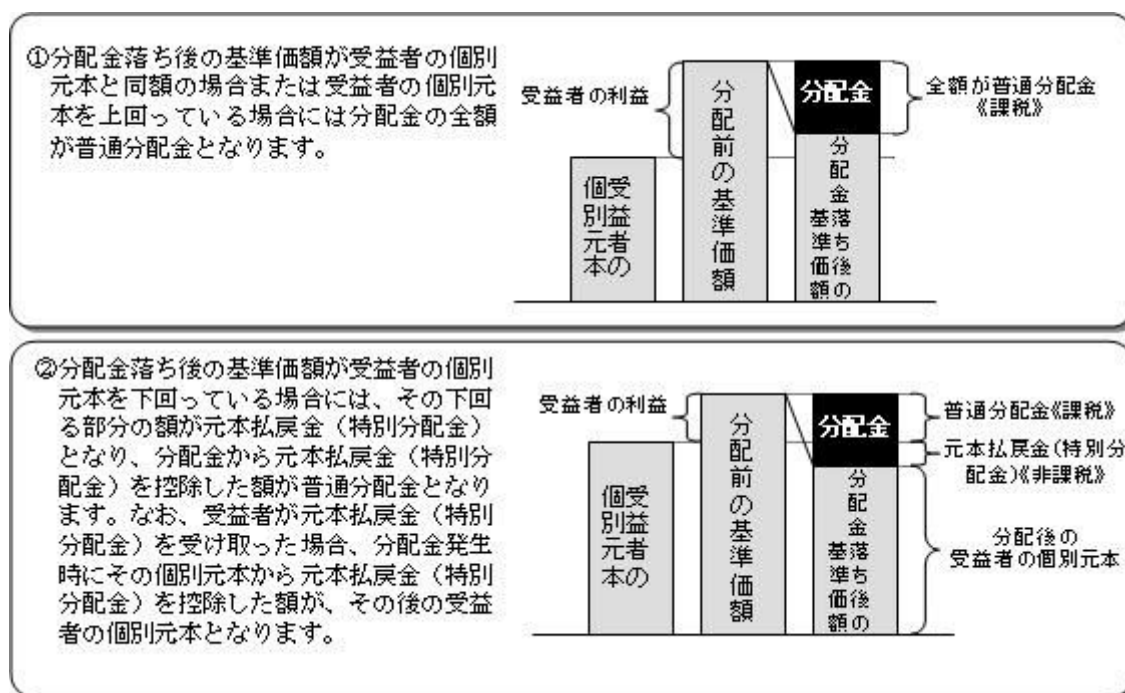 ①分配金落ち後の基準価額が受益者の個別
元本と同額の場合または受益者の個別元
本を上回っている場合には分配金の全額
が普通分配金となります。
受益者の利益
受益者の
個別元本
分配前の基準価額
分配金
分配金落ち後の
基準価額
全額が普通分配金
《課税》
②分配金落ち後の基準価額が受益者の個別
元本を下回っている場合には、その下回
る部分の額が元本払戻金（特別分配金）
となり、分配金から元本払戻金（特別分
配金）を控除した額が普通分配金となり
ます。なお、受益者が元本払戻金（特別
分配金）を受け取った場合、分配金発生
時にその個別元本から元本払戻金（特別
分配金）を控除した額が、その後の受益
者の個別元本となります。
受益者の利益
受益者の
個別元本
分配前の基準価額
分配金
分配金落ち後の
基準価額
普通分配金《課税》
元本払戻金(特別分
配金)《非課税》
分配後の
受益者の個別元本